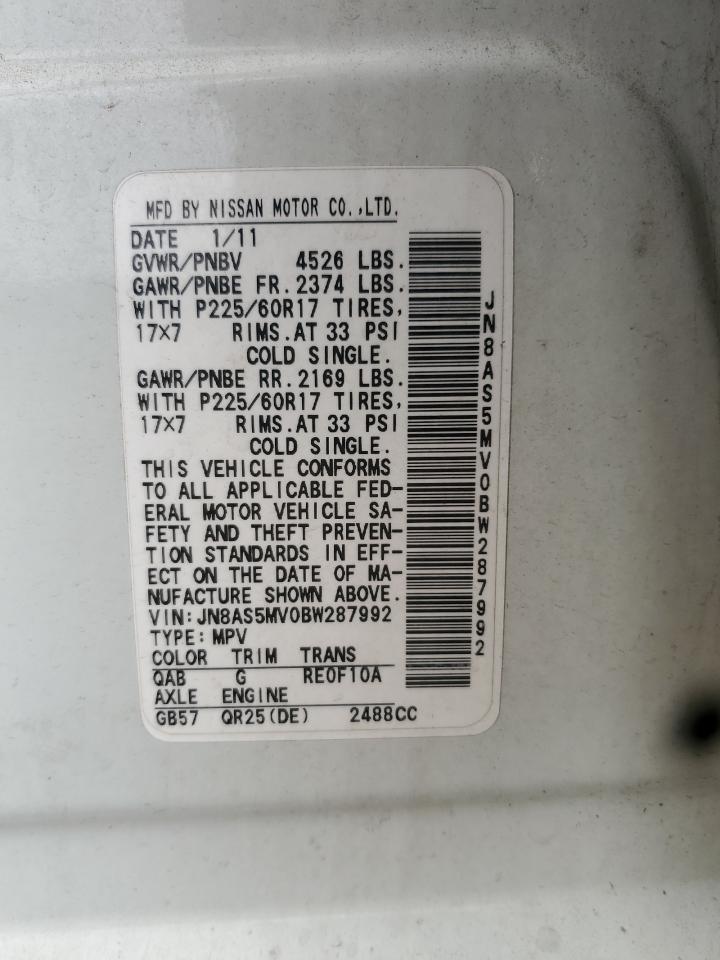 MFD BY NISSAN MOTOR CO.,LTD.
DATE 1/11
GVWR/PNBV 4526 LBS.
GAWR/PNBE FR.2374 LBS.
WITH P225/60R17 TIRES,
17×7 RIMS.AT 33 PSI
COLD SINGLE.
GAWR/PNBE RR.2169 LBS.
WITH P225/60R17 TIRES,
17×7 RIMS.AT 33 PSI
COLD SINGLE.
THIS VEHICLE CONFORMS
TO ALL APPLICABLE FED-
ERAL MOTOR VEHICLE SA-
FETY AND THEFT PREVEN-
TION STANDARDS IN EFF-
ECT ON THE DATE OF MA-
NUFACTURE SHOWN ABOVE.
VIN:JN8AS5MV0BW287992
TYPE:MPV
COLOR TRIM TRANS
QAB G RE0F10A
AXLE ENGINE
GB57 QR25(DE) 2488CC
JN8AS5MV0BW287992